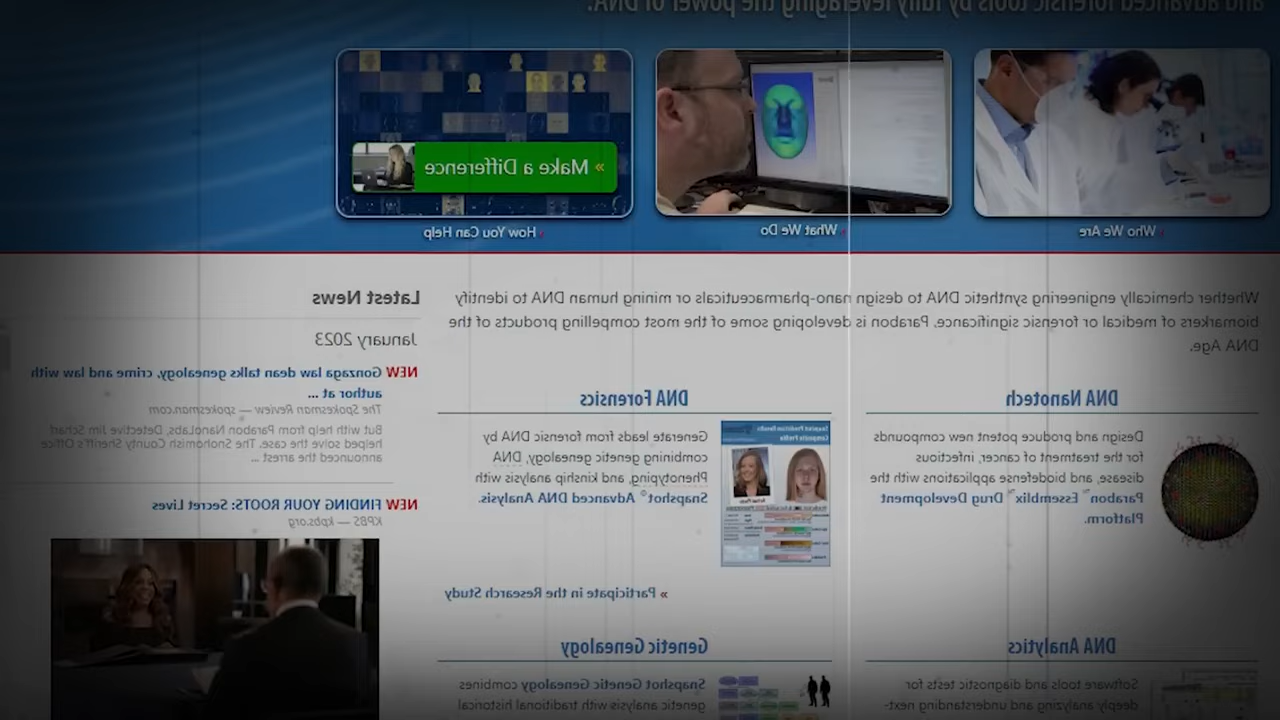 and advanced forensic tools by fully leveraging the power of DNA.
» Who We Are
» What We Do
» Make a Difference
» How You Can Help
Whether chemically engineering synthetic DNA to design nano-pharmaceuticals or mining human DNA to identify
biomarkers of medical or forensic significance, Parabon is developing some of the most compelling products of the
DNA Age.
DNA Nanotech
Design and produce potent new compounds
for the treatment of cancer, infectious
disease, and biodefense applications with the
Parabon® Essemblix™ Drug Development
Platform.
DNA Forensics
Generate leads from forensic DNA by
combining genetic genealogy, DNA
Phenotyping, and kinship analysis with
Snapshot® Advanced DNA Analysis.
» Participate in the Research Study
DNA Analytics
Software tools and diagnostic tests for
deeply analyzing and understanding next-
Genetic Genealogy
Snapshot Genetic Genealogy combines
genetic analysis with traditional historical
Latest News
January 2023
NEW Gonzaga law dean talks genealogy, crime and law with
author at ...
The Spokesman Review — spokesman.com
But with help from Parabon NanoLabs, Detective Jim Scharf
helped solve the case. The Snohomish County Sheriff's Office
announced the arrest ...
NEW FINDING YOUR ROOTS: Secret Lives
KPBS — kpbs.org